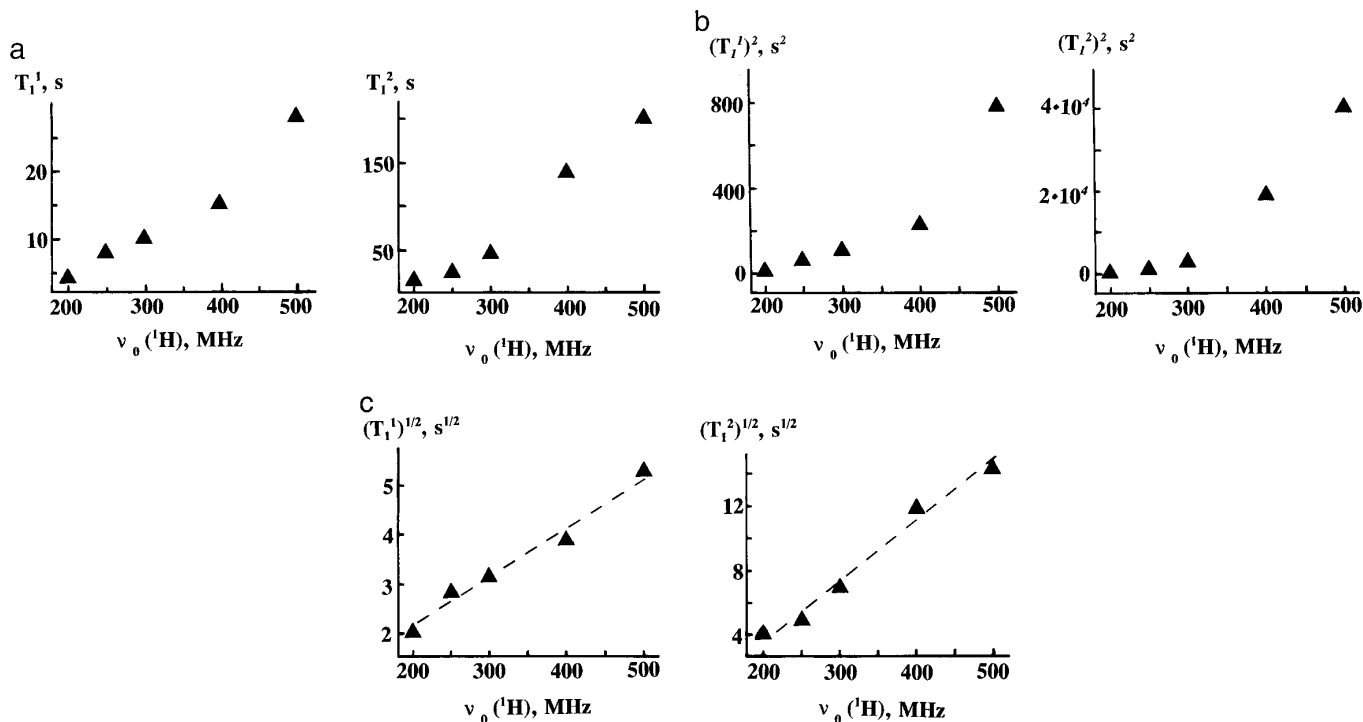 a
T₁¹, s
20
10
200 300 400 500
ν₀ (¹H), MHz
T₁², s
150
50
200 300 400 500
ν₀ (¹H), MHz
b
(T₁¹)², s²
800
400
0
200 300 400 500
ν₀ (¹H), MHz
(T₁²)², s²
4•10⁴
2•10⁴
0
200 300 400 500
ν₀ (¹H), MHz
c
(T₁¹)¹/², s¹/²
5
4
3
2
200 300 400 500
ν₀ (¹H), MHz
(T₁²)¹/², s¹/²
12
8
4
200 300 400 500
ν₀ (¹H), MHz